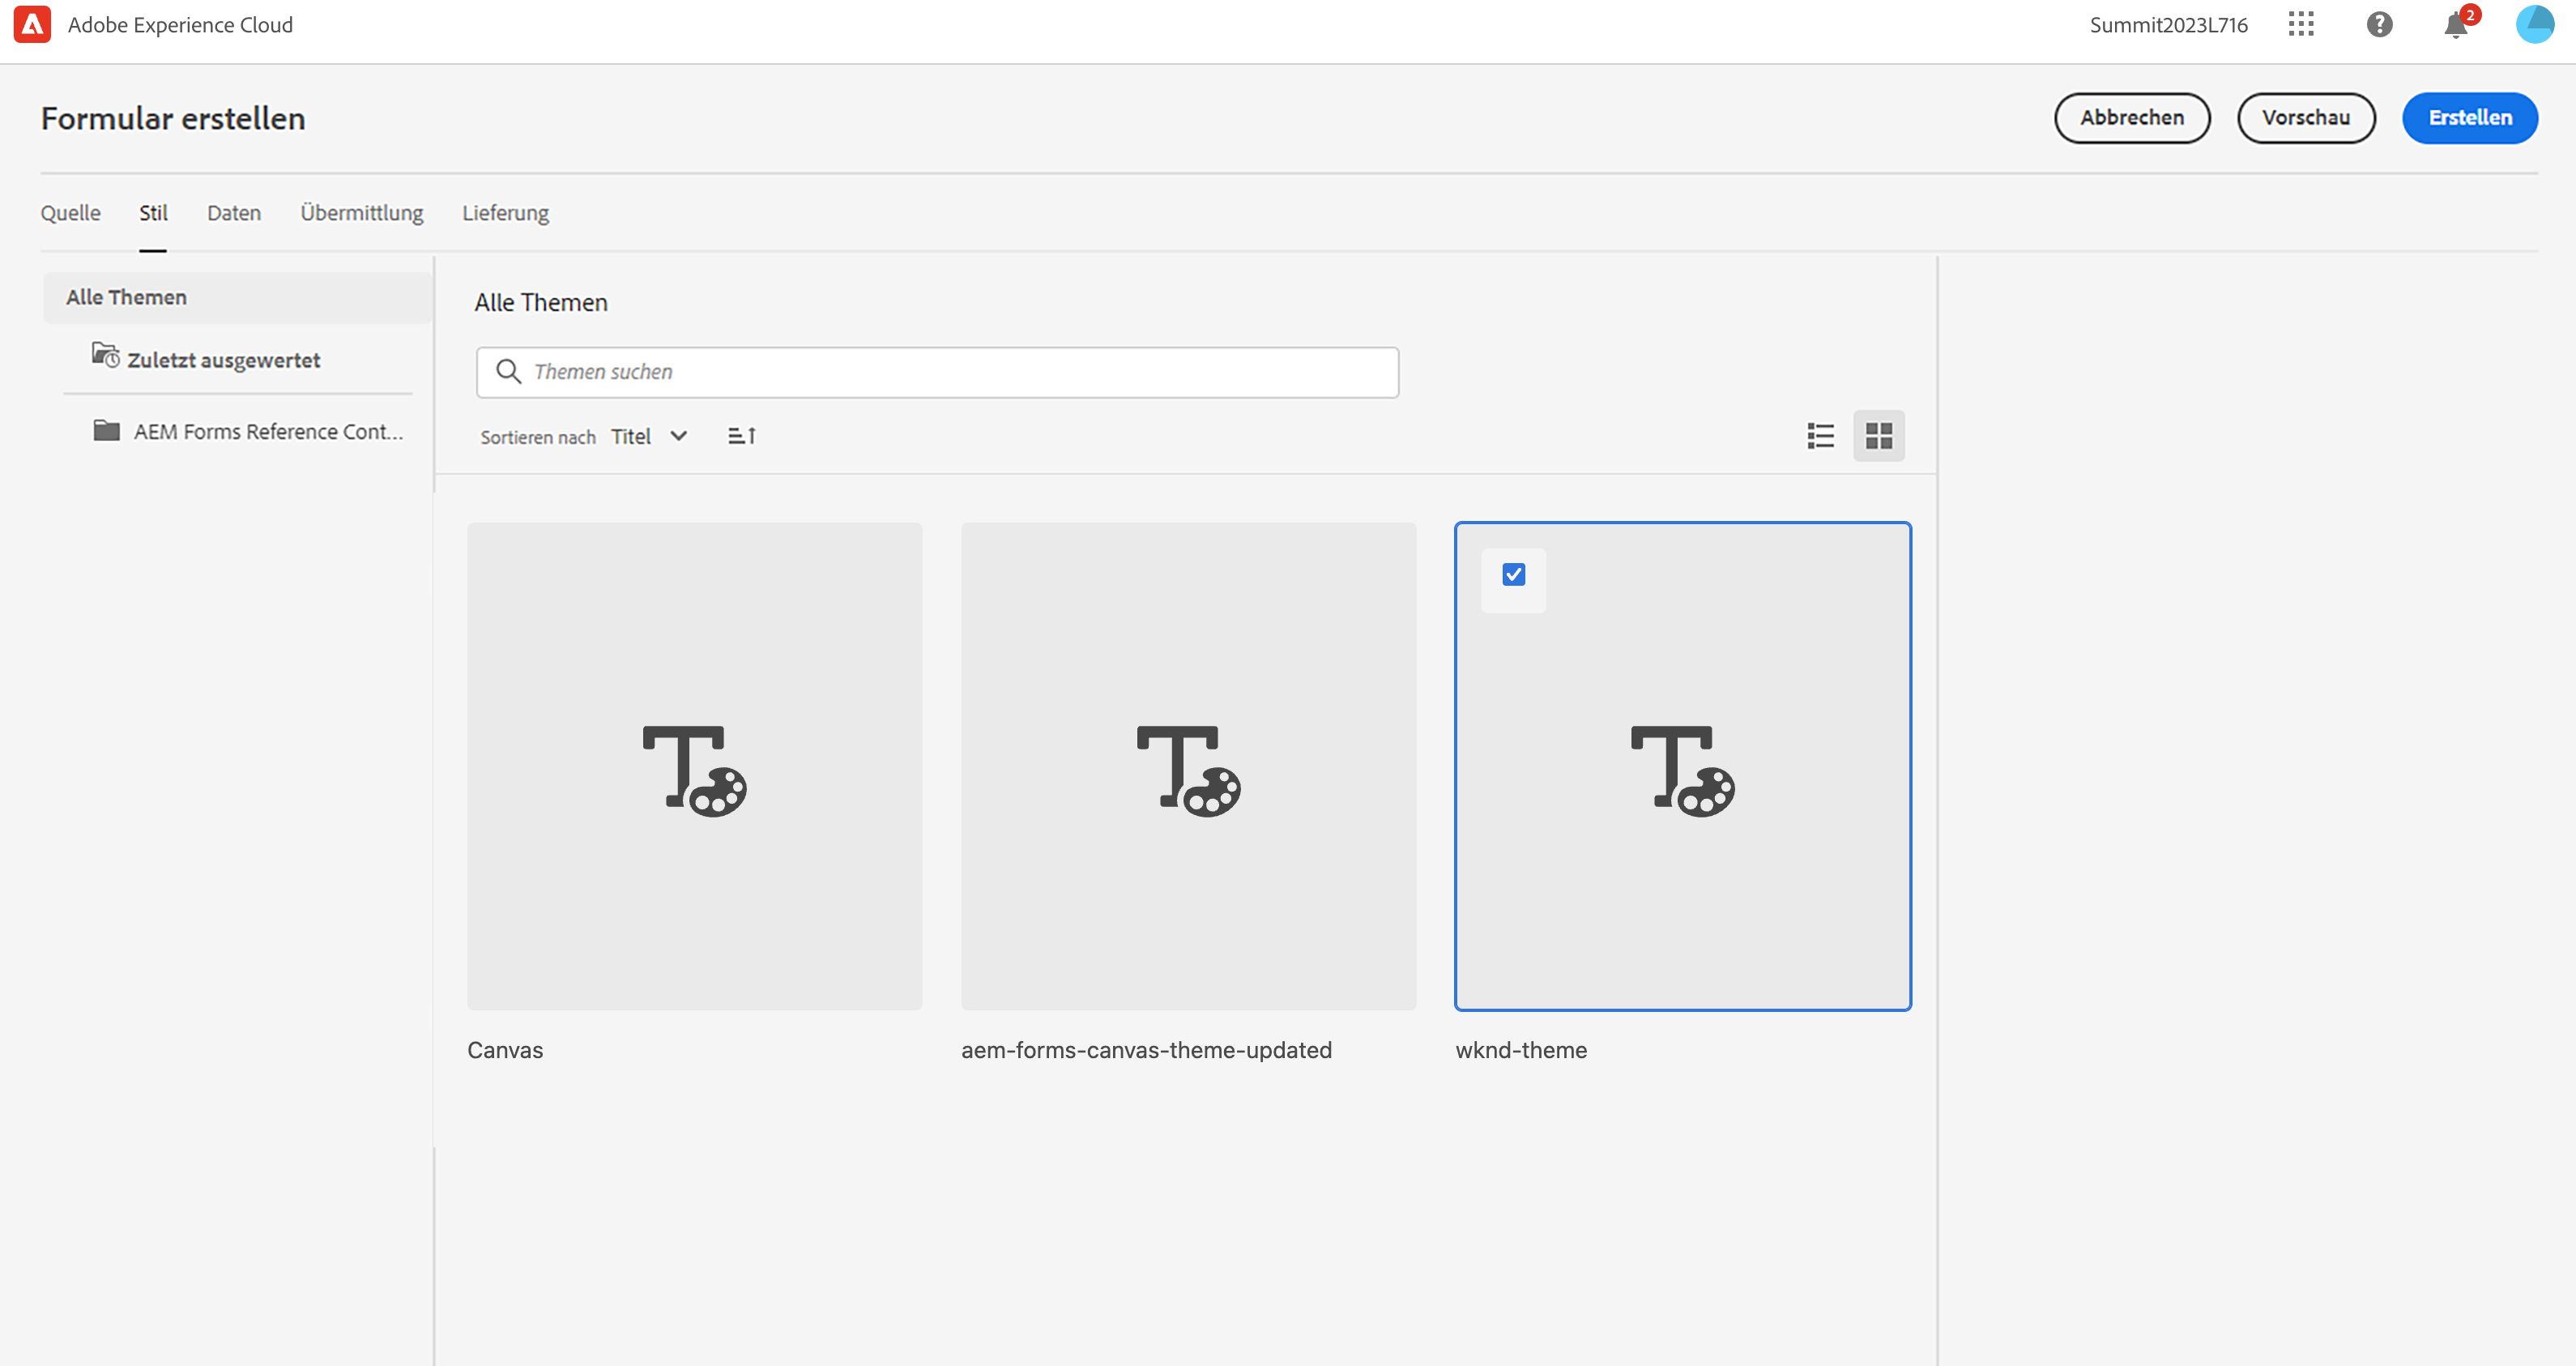 Adobe Experience Cloud
Summit2023L716
2
Formular erstellen
Abbrechen
Vorschau
Erstellen
Quelle
Stil
Daten
Übermittlung
Lieferung
Alle Themen
Zuletzt ausgewertet
AEM Forms Reference Cont...
Alle Themen
Themen suchen
Sortieren nach Titel
Canvas
aem-forms-canvas-theme-updated
wknd-theme